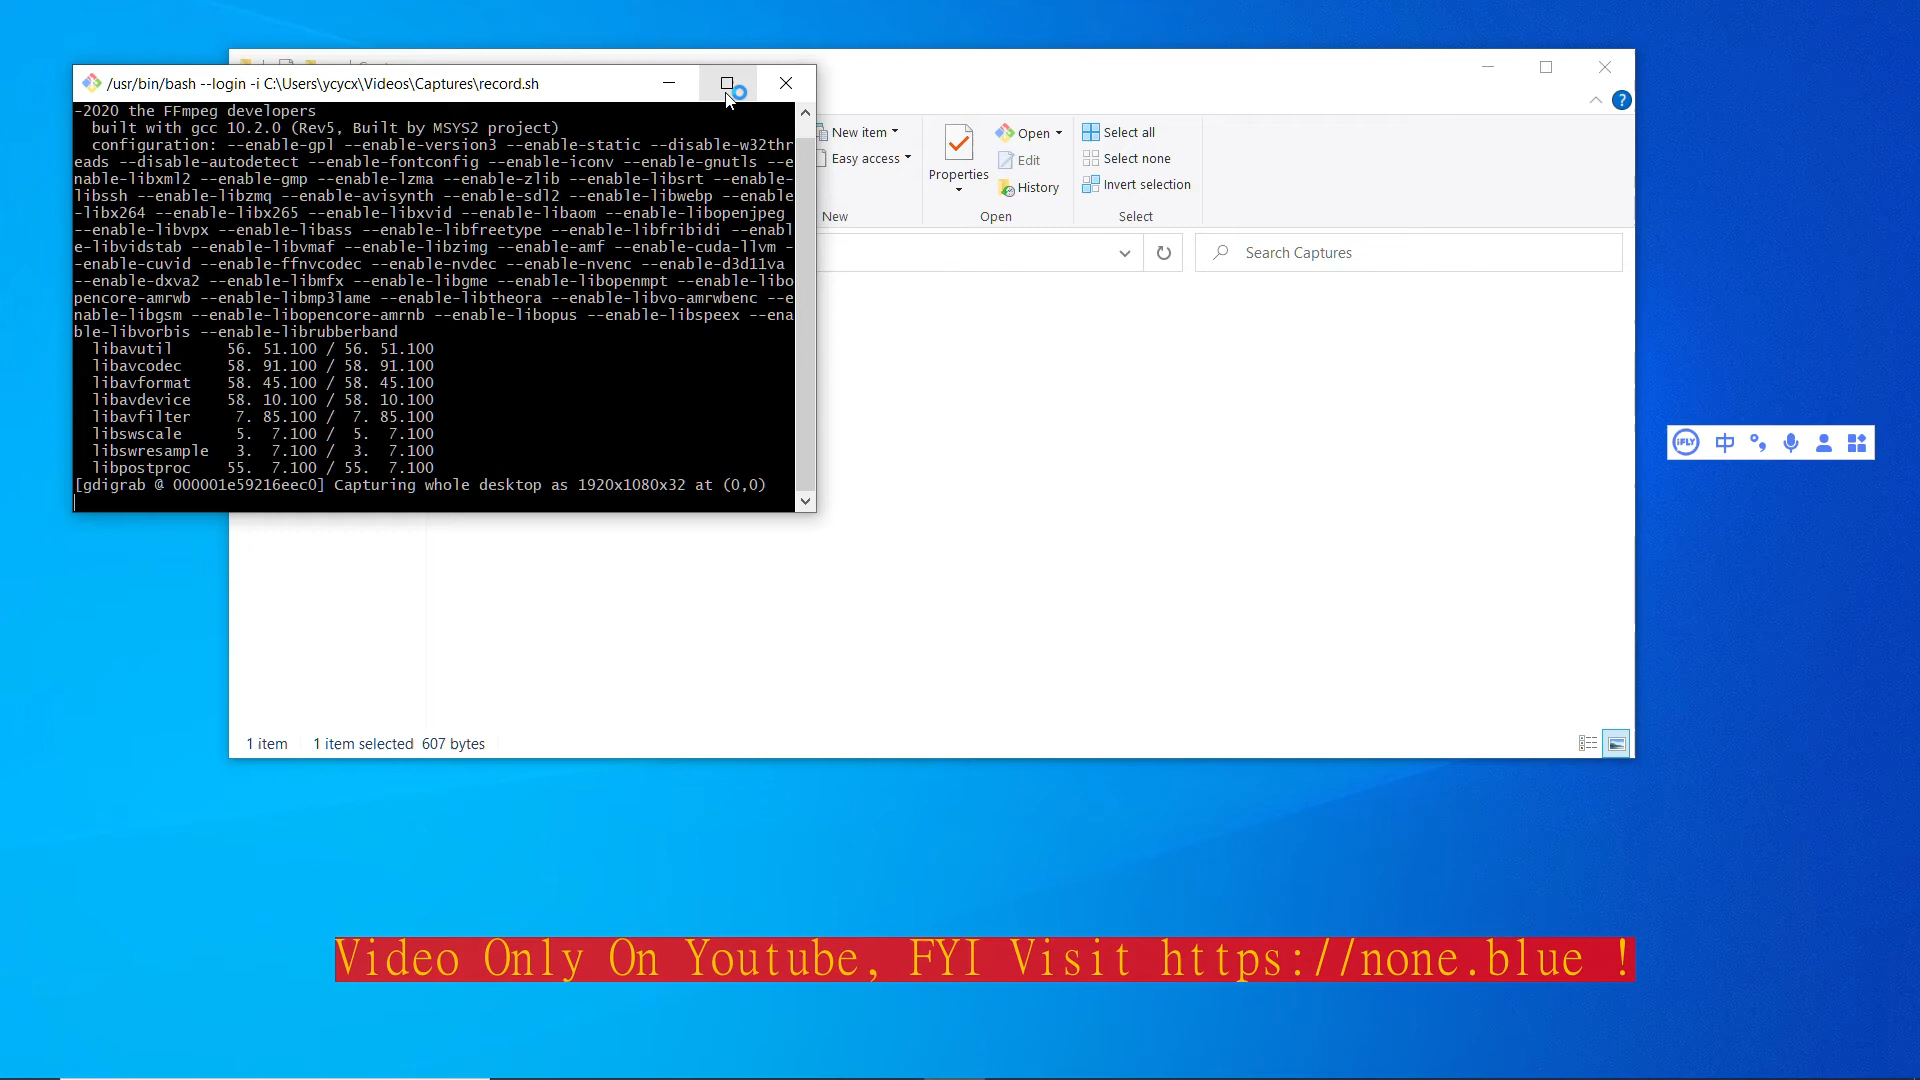 /usr/bin/bash --login -i C:\Users\ycycx\Videos\Captures\record.sh
-2020 the FFmpeg developers
built with gcc 10.2.0 (Rev5, Built by MSYS2 project)
configuration: --enable-gpl --enable-version3 --enable-static --disable-w32thr
eads --disable-autodetect --enable-fontconfig --enable-iconv --enable-gnutls --e
nable-libxml2 --enable-gmp --enable-lzma --enable-zlib --enable-libsrt --enable-
libssh --enable-libzmq --enable-avisynth --enable-sdl2 --enable-libwebp --enable
-libx264 --enable-libx265 --enable-libxvid --enable-libaom --enable-libopenjpeg
--enable-libvpx --enable-libass --enable-libfreetype --enable-libfribidi --enabl
e-libvidstab --enable-libvmaf --enable-libzimg --enable-amf --enable-cuda-llvm -
-enable-cuvid --enable-ffnvcodec --enable-nvdec --enable-nvenc --enable-d3d11va
--enable-dxva2 --enable-libmfx --enable-libgme --enable-libopenmpt --enable-libo
pencore-amrwb --enable-libmp3lame --enable-libtheora --enable-libvo-amrwbenc --e
nable-libgsm --enable-libopencore-amrnb --enable-libopus --enable-libspeex --ena
ble-libvorbis --enable-librubberband
libavutil 56. 51.100 / 56. 51.100
libavcodec 58. 91.100 / 58. 91.100
libavformat 58. 45.100 / 58. 45.100
libavdevice 58. 10.100 / 58. 10.100
libavfilter 7. 85.100 / 7. 85.100
libswscale 5. 7.100 / 5. 7.100
libswresample 3. 7.100 / 3. 7.100
libpostproc 55. 7.100 / 55. 7.100
[gdigrab @ 000001e59216eec0] Capturing whole desktop as 1920x1080x32 at (0,0)
New item
Easy access
New
Properties
Open
Edit
History
Open
Select all
Select none
Invert selection
Select
Search Captures
iFLY 中
1 item 1 item selected 607 bytes
Video Only On Youtube, FYI Visit https://none.blue !